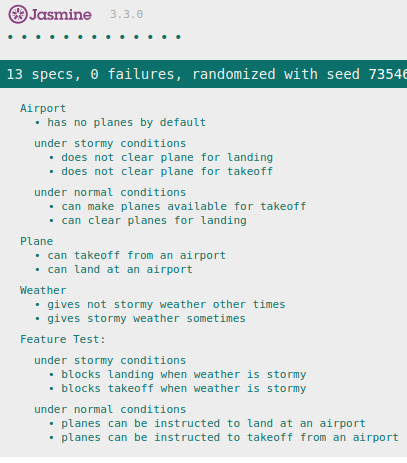 Jasmine 3.3.0
• • • • • • • • • • • • •
13 specs, 0 failures, randomized with seed 73546
Airport
• has no planes by default
under stormy conditions
• does not clear plane for landing
• does not clear plane for takeoff
under normal conditions
• can make planes available for takeoff
• can clear planes for landing
Plane
• can takeoff from an airport
• can land at an airport
Weather
• gives not stormy weather other times
• gives stormy weather sometimes
Feature Test:
under stormy conditions
• blocks landing when weather is stormy
• blocks takeoff when weather is stormy
under normal conditions
• planes can be instructed to land at an airport
• planes can be instructed to takeoff from an airport